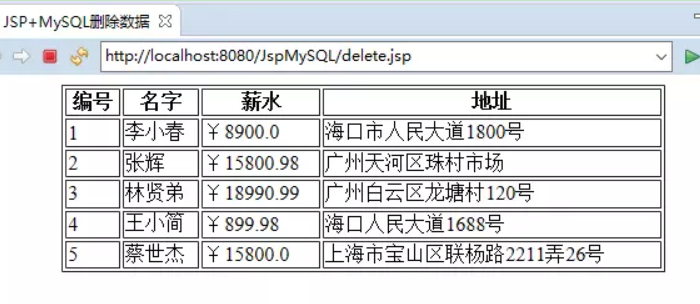 JSP+MySQL删除数据
http://localhost:8080/JspMySQL/delete.jsp
编号 名字 薪水 地址
1 李小春 ￥8900.0 海口市人民大道1800号
2 张辉 ￥15800.98 广州天河区珠村市场
3 林贤弟 ￥18990.99 广州白云区龙塘村120号
4 王小简 ￥899.98 海口人民大道1688号
5 蔡世杰 ￥15800.0 上海市宝山区联杨路2211弄26号